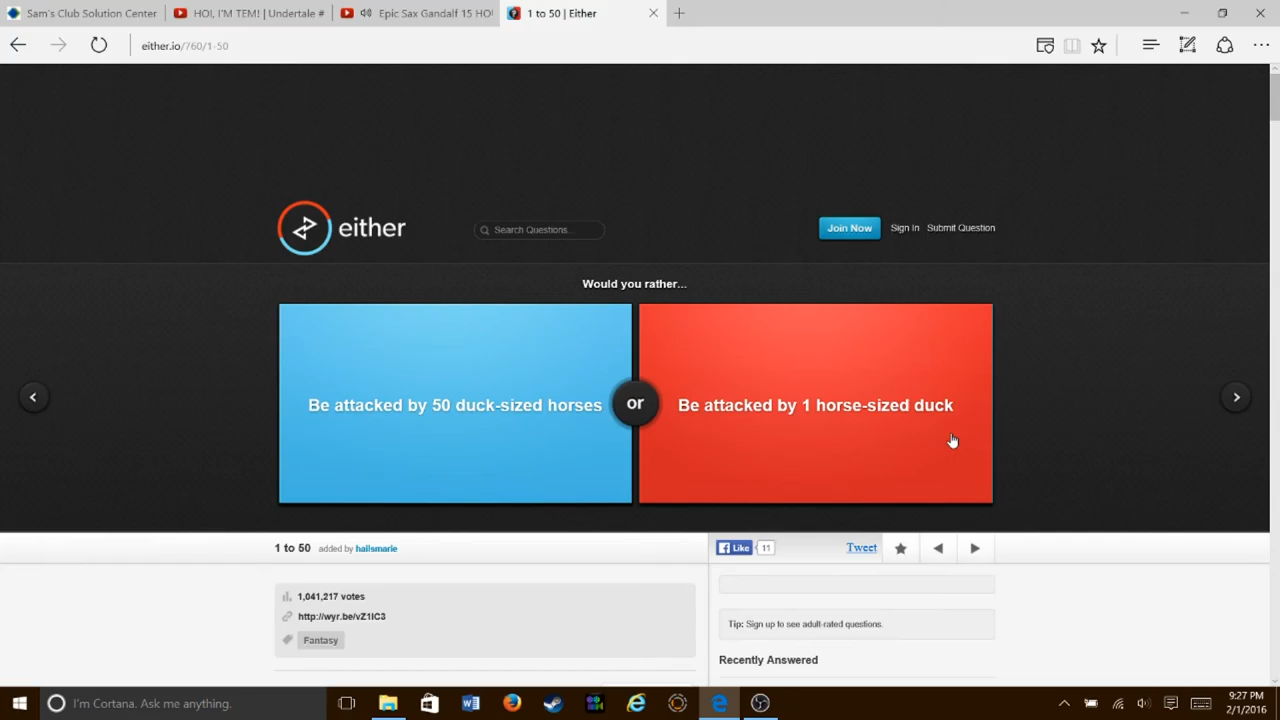 Sam's Club Solution Center
HOI, I'M TEM! | Undertale #
Epic Sax Gandalf 15 HOU
1 to 50 | Either
either.io/760/1-50
either
Search Questions...
Join Now Sign In Submit Question
Would you rather...
Be attacked by 50 duck-sized horses
or
Be attacked by 1 horse-sized duck
1 to 50 added by hailsmarie
Like 11 Tweet
1,041,217 votes
http://wyr.be/vZ1IC3
Fantasy
Tip: Sign up to see adult-rated questions.
Recently Answered
I'm Cortana. Ask me anything.
9:27 PM
2/1/2016